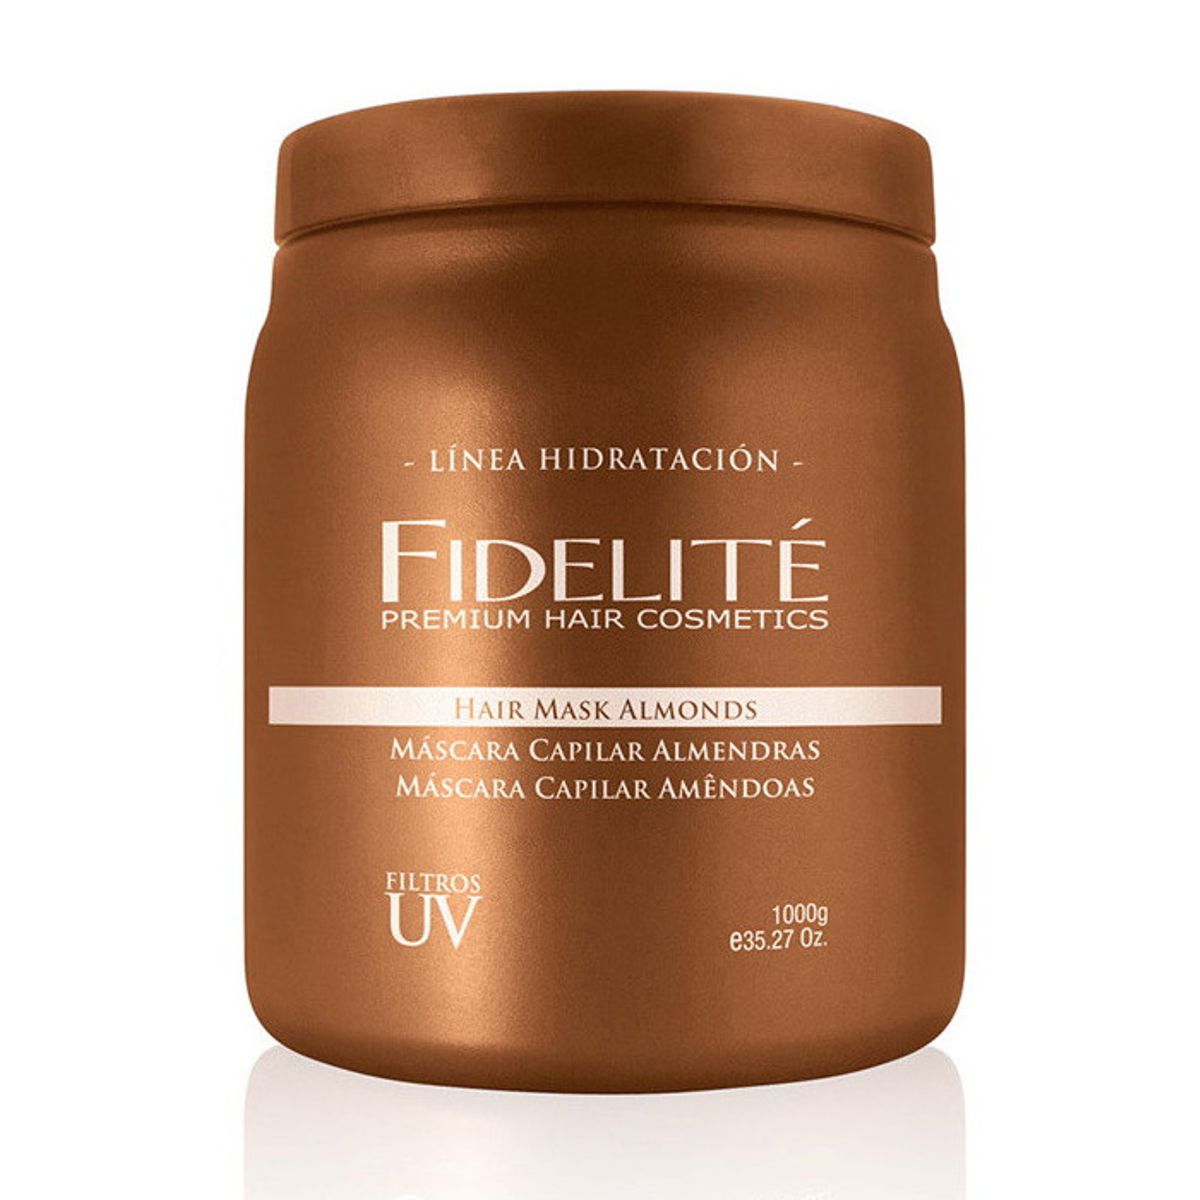 - LÍNEA HIDRATACIÓN -
FIDELITÉ
PREMIUM HAIR COSMETICS
HAIR MASK ALMONDS
MÁSCARA CAPILAR ALMENDRAS
MÁSCARA CAPILAR AMÊNDOAS
FILTROS
UV
1000g
℮35.27 Oz.